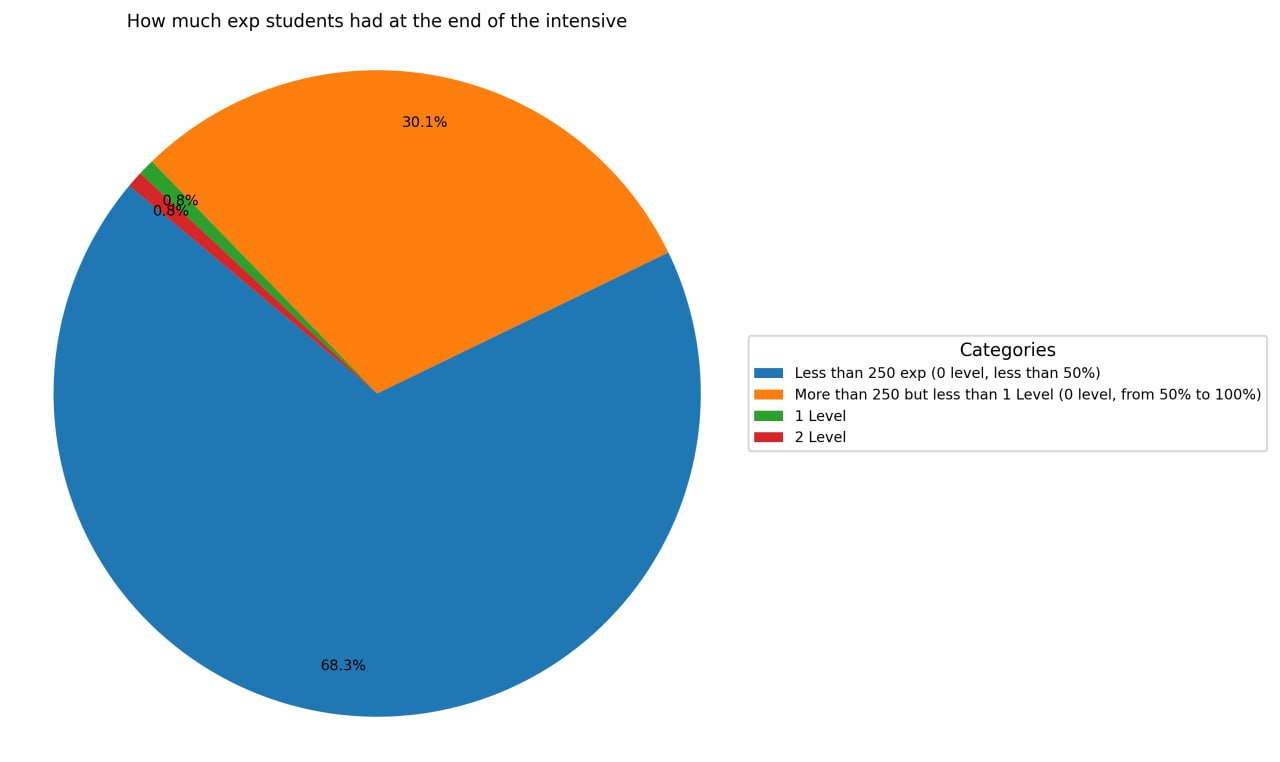 How much exp students had at the end of the intensive
30.1%
0.8%
0.8%
68.3%
Categories
Less than 250 exp (0 level, less than 50%)
More than 250 but less than 1 Level (0 level, from 50% to 100%)
1 Level
2 Level